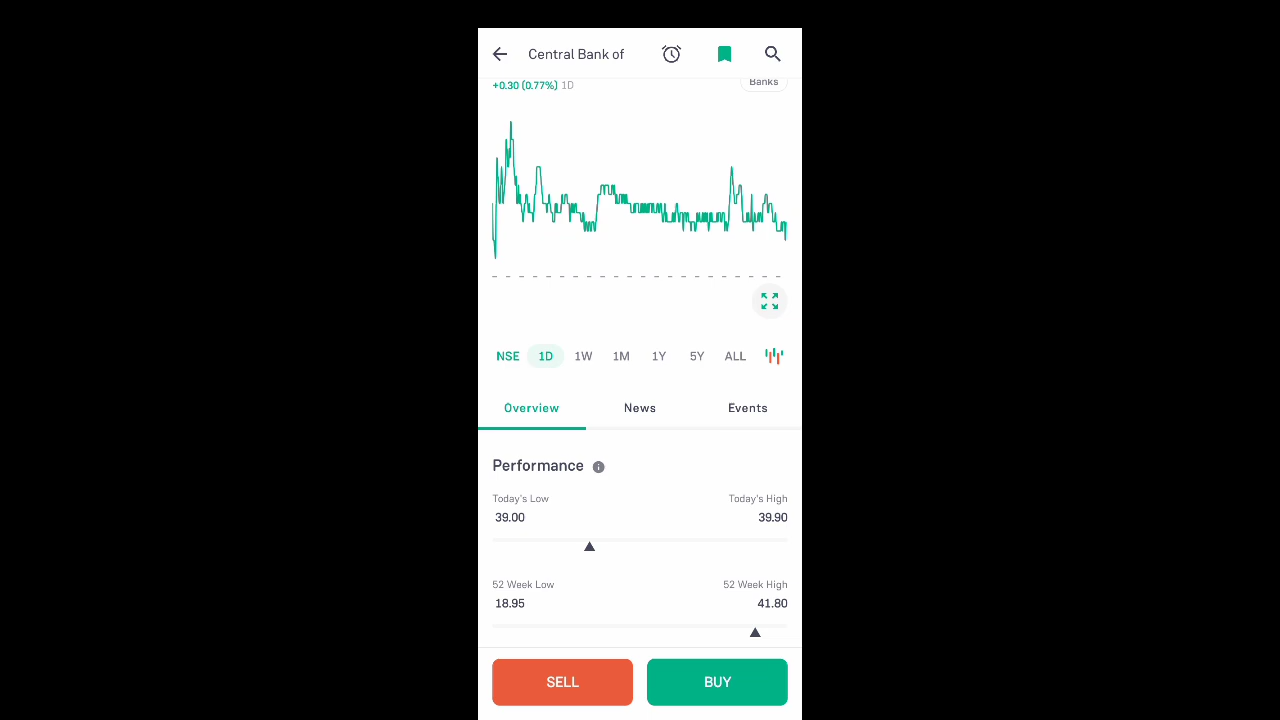 Central Bank of
+0.30 (0.77%) 1D
Banks
NSE 1D 1W 1M 1Y 5Y ALL
Overview News Events
Performance
Today's Low Today's High
39.00 39.90
52 Week Low 52 Week High
18.95 41.80
SELL BUY